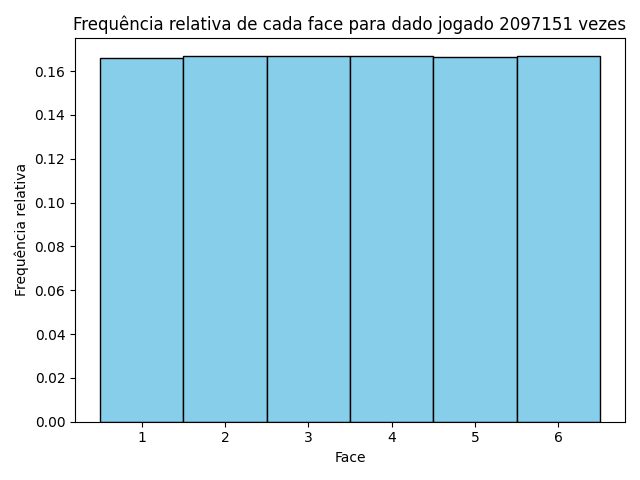 Frequência relativa de cada face para dado jogado 2097151 vezes
Frequência relativa
0.16
0.14
0.12
0.10
0.08
0.06
0.04
0.02
0.00
1 2 3 4 5 6
Face